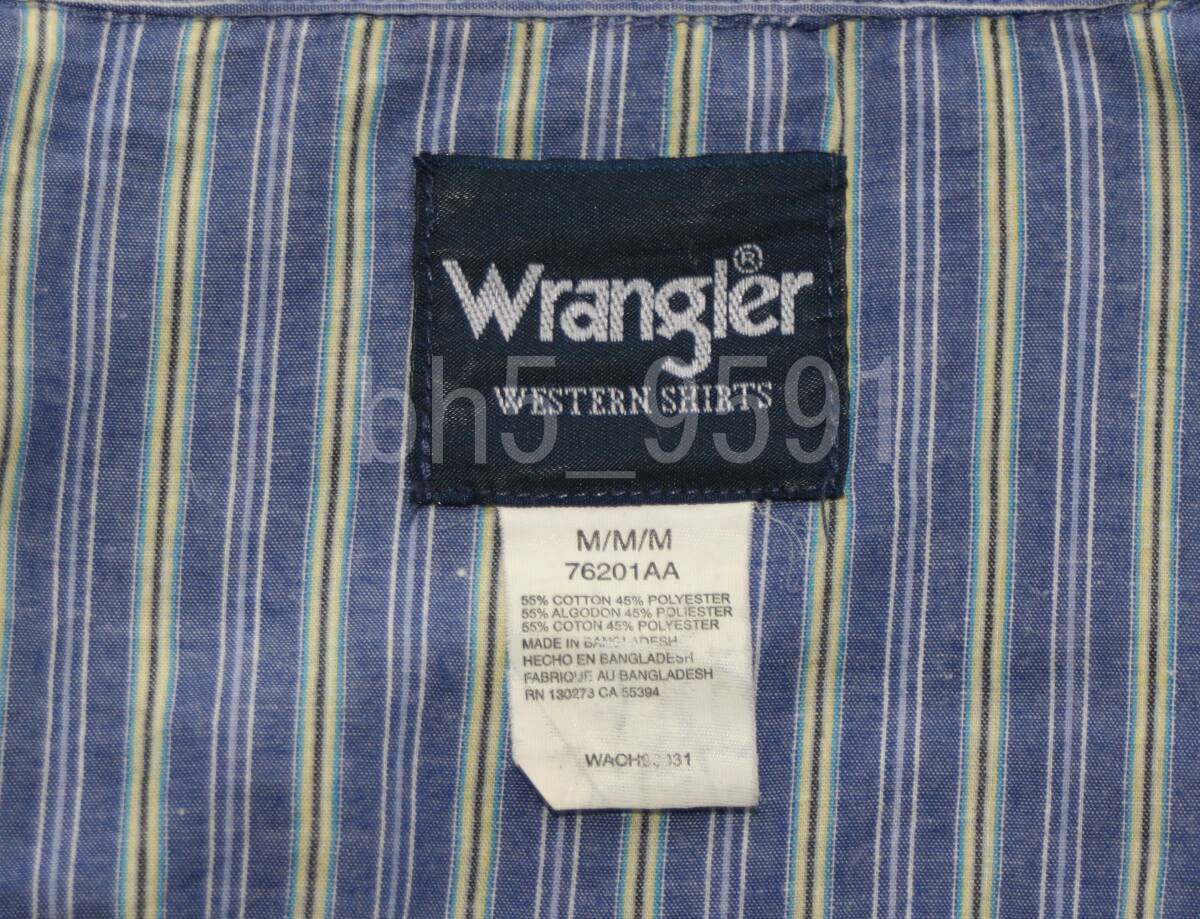 Wrangler®
WESTERN SHIRTS
bh5_9591
M/M/M
76201AA
55% COTTON 45% POLYESTER
55% ALGODON 45% POLIESTER
55% COTON 45% POLYESTER
MADE IN BANGLADESH
HECHO EN BANGLADESH
FABRIQUE AU BANGLADESH
RN 130273 CA 55394